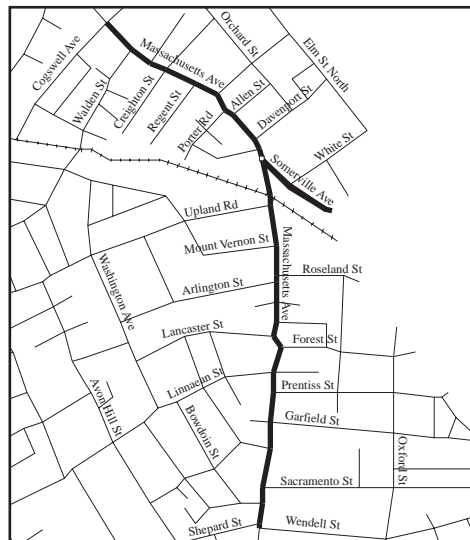 Cogswell Ave
Massachusetts Ave
Orchard St
Elm St North
Walden St
Creighton St
Regent St
Porter Rd
Allen St
Davenport St
White St
Somerville Ave
Upland Rd
Mount Vernon St
Massachusetts Ave
Roseland St
Washington Ave
Arlington St
Lancaster St
Forest St
Linnaean St
Prentiss St
Avon Hill St
Bowdoin St
Garfield St
Oxford St
Sacramento St
Shepard St
Wendell St